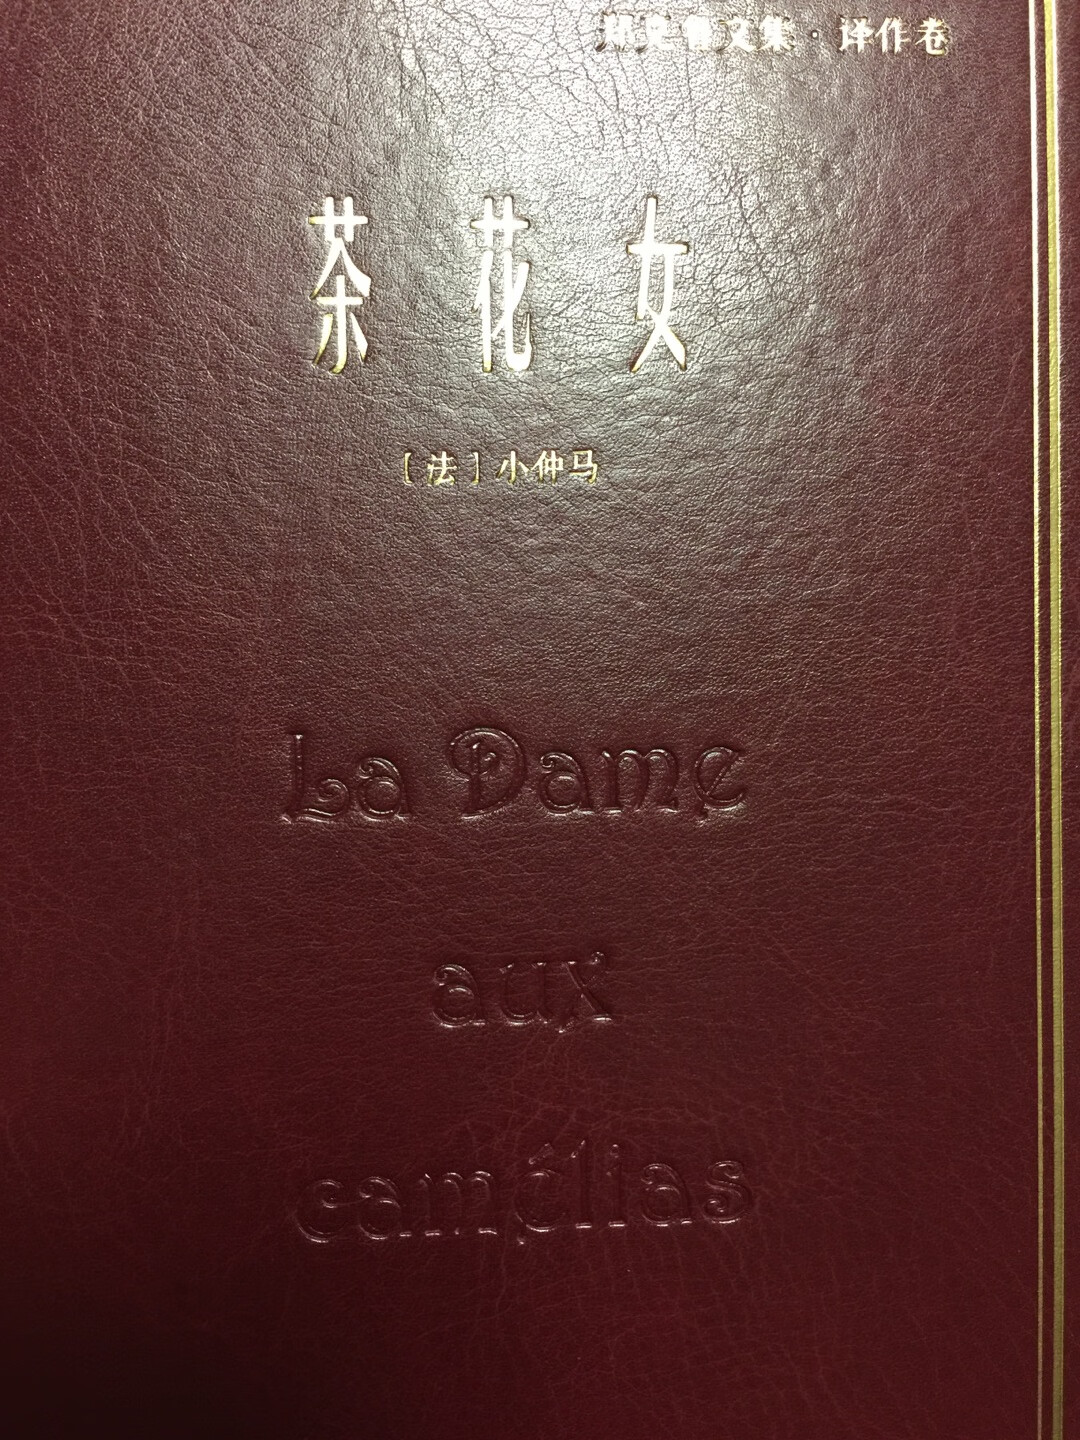 郑克鲁文集·译作卷
茶花女
[法]小仲马
La Dame
aux
camélias